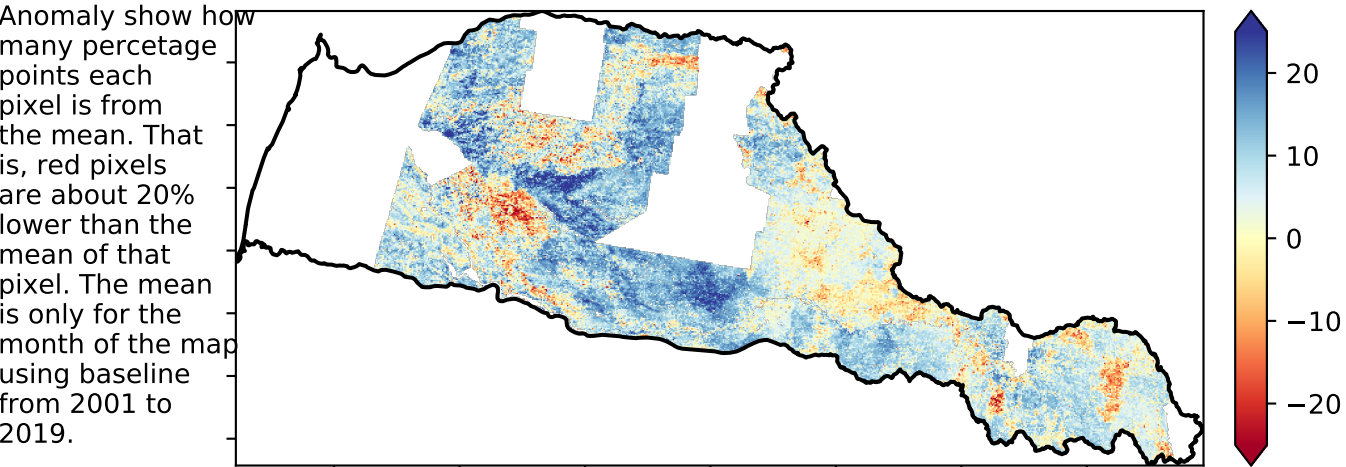 Anomaly show how
many percetage
points each
pixel is from
the mean. That
is, red pixels
are about 20%
lower than the
mean of that
pixel. The mean
is only for the
month of the map
using baseline
from 2001 to
2019.
20
10
0
−10
−20